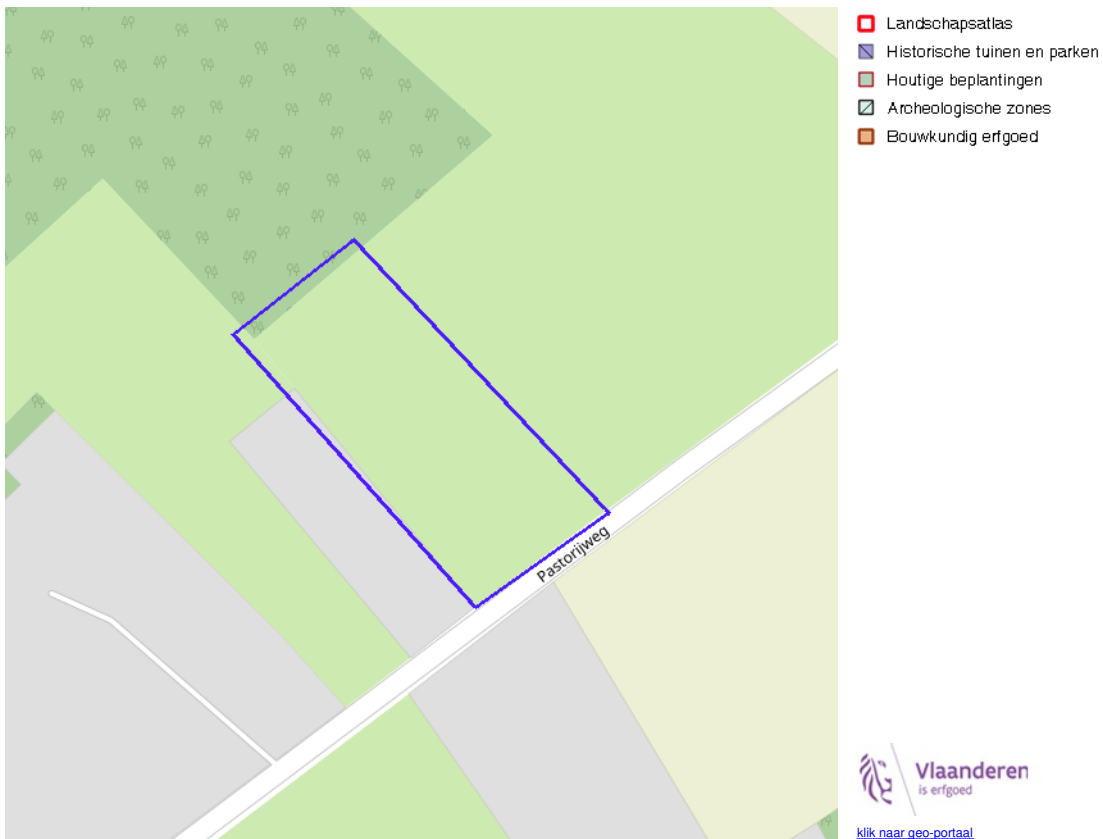 Landschapsatlas
Historische tuinen en parken
Houtige beplantingen
Archeologische zones
Bouwkundig erfgoed
Pastorijweg
Vlaanderen
is erfgoed
klik naar geo-portaal